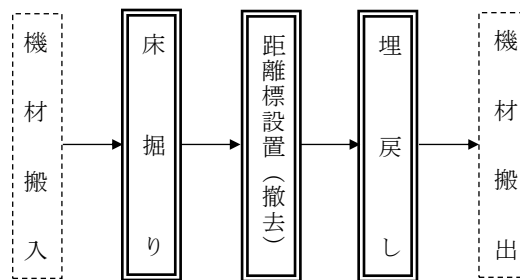 機材搬入
床掘り
距離標設置（撤去）
埋戻し
機材搬出